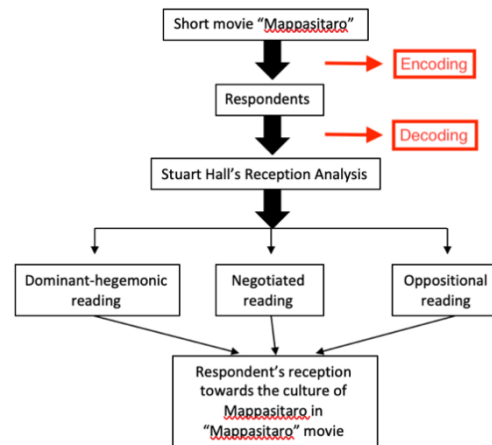 Short movie “Mappasitaro”
Encoding
Respondents
Decoding
Stuart Hall’s Reception Analysis
Dominant-hegemonic
reading
Negotiated
reading
Oppositional
reading
Respondent’s reception
towards the culture of
Mappasitaro in
“Mappasitaro” movie